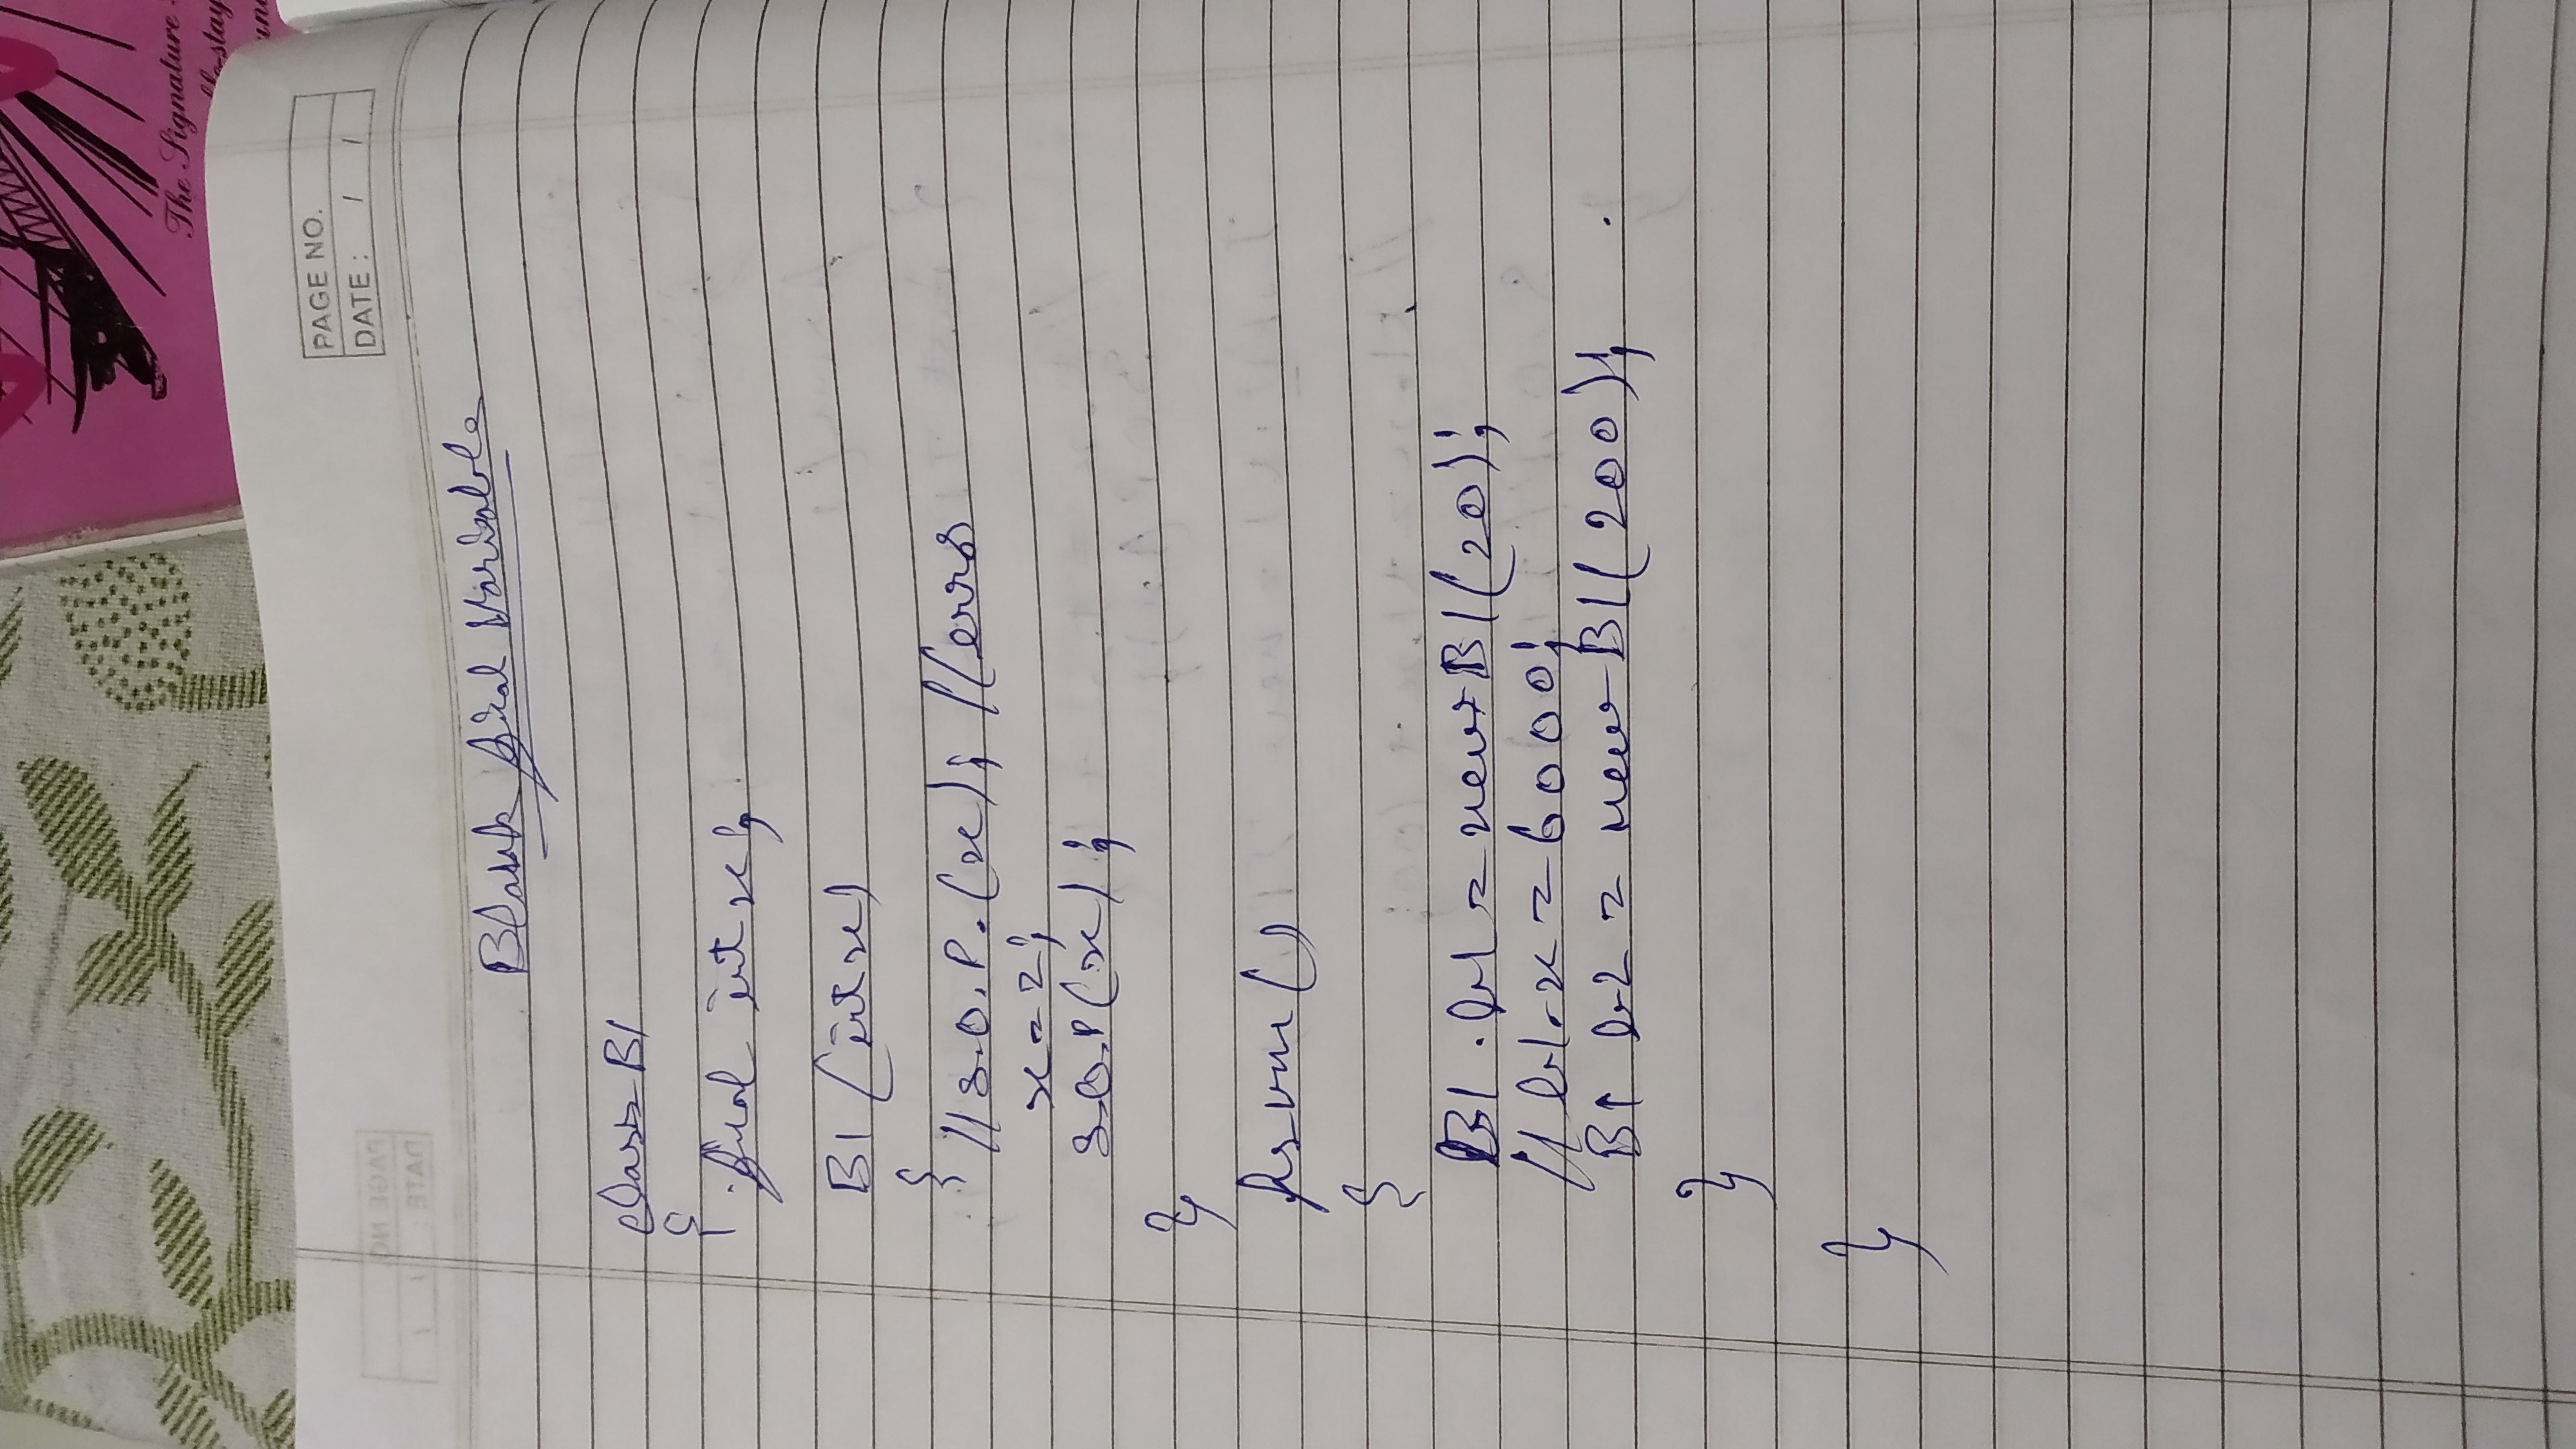 The Signature
-stay
PAGE NO.
DATE : / /
Blank final Variable
class B1
{
final int x;
B1 (int x)
{
//S.O.P.(x); //error
x = 2;
S.O.P(x);
}
psvm()
{
B1 b1 = new B1(20);
// b1.x = 6000;
B1 b2 = new B1(200);
}
}